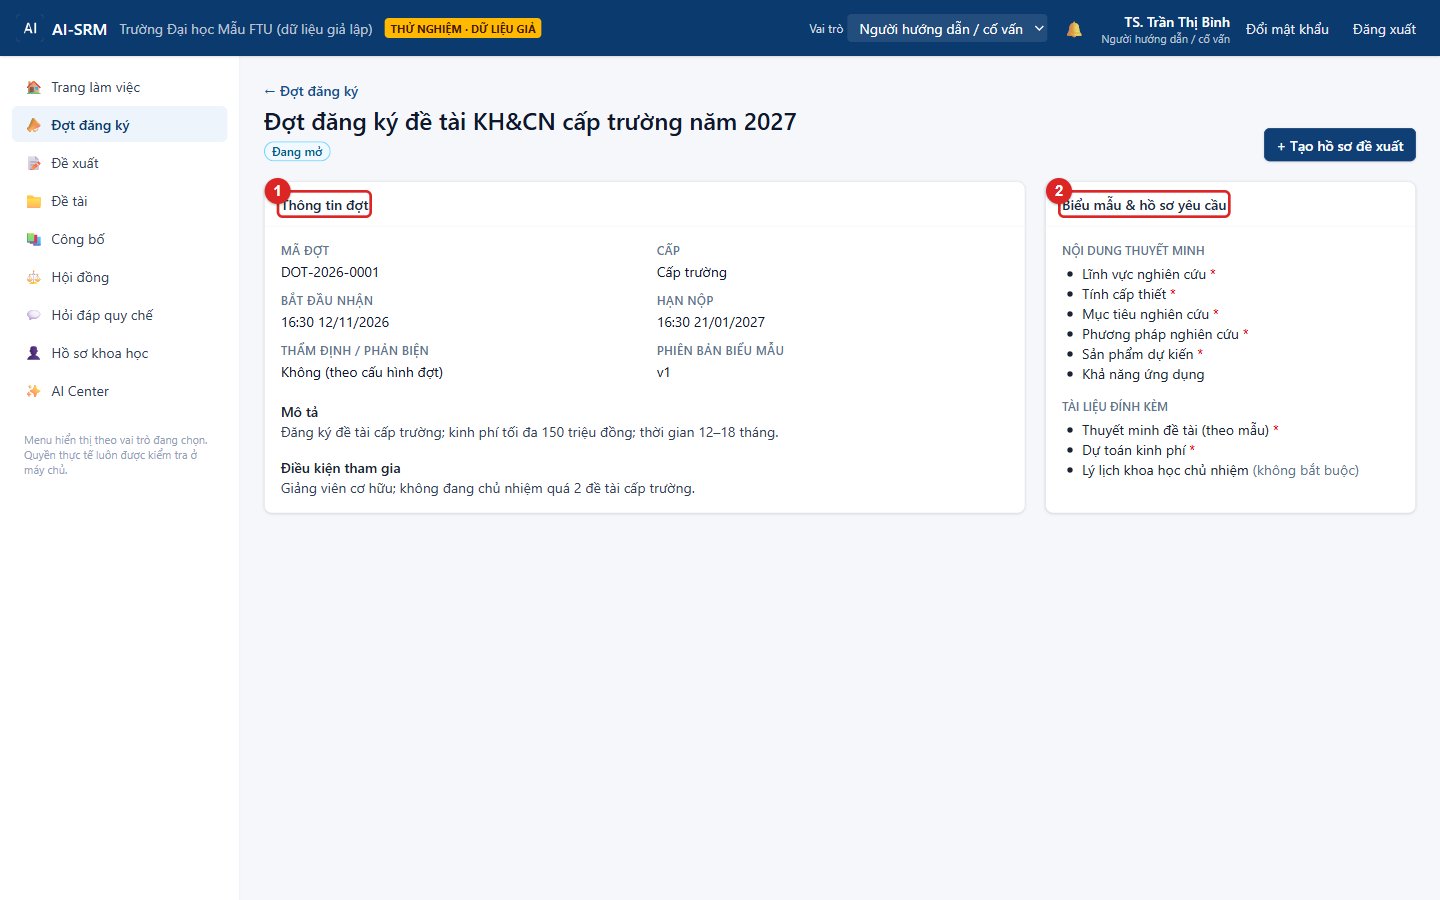 AI AI-SRM Trường Đại học Mẫu FTU (dữ liệu giả lập) THỬ NGHIỆM · DỮ LIỆU GIẢ
Vai trò Người hướng dẫn / cố vấn
TS. Trần Thị Bình
Người hướng dẫn / cố vấn
Đổi mật khẩu
Đăng xuất
Trang làm việc
Đợt đăng ký
Đề xuất
Đề tài
Công bố
Hội đồng
Hỏi đáp quy chế
Hồ sơ khoa học
AI Center
Menu hiển thị theo vai trò đang chọn.
Quyền thực tế luôn được kiểm tra ở
máy chủ.
← Đợt đăng ký
Đợt đăng ký đề tài KH&CN cấp trường năm 2027
Đang mở
+ Tạo hồ sơ đề xuất
1
Thông tin đợt
MÃ ĐỢT
DOT-2026-0001
CẤP
Cấp trường
BẮT ĐẦU NHẬN
16:30 12/11/2026
HẠN NỘP
16:30 21/01/2027
THẨM ĐỊNH / PHẢN BIỆN
Không (theo cấu hình đợt)
PHIÊN BẢN BIỂU MẪU
v1
Mô tả
Đăng ký đề tài cấp trường; kinh phí tối đa 150 triệu đồng; thời gian 12–18 tháng.
Điều kiện tham gia
Giảng viên cơ hữu; không đang chủ nhiệm quá 2 đề tài cấp trường.
2
Biểu mẫu & hồ sơ yêu cầu
NỘI DUNG THUYẾT MINH
• Lĩnh vực nghiên cứu *
• Tính cấp thiết *
• Mục tiêu nghiên cứu *
• Phương pháp nghiên cứu *
• Sản phẩm dự kiến *
• Khả năng ứng dụng
TÀI LIỆU ĐÍNH KÈM
• Thuyết minh đề tài (theo mẫu) *
• Dự toán kinh phí *
• Lý lịch khoa học chủ nhiệm (không bắt buộc)